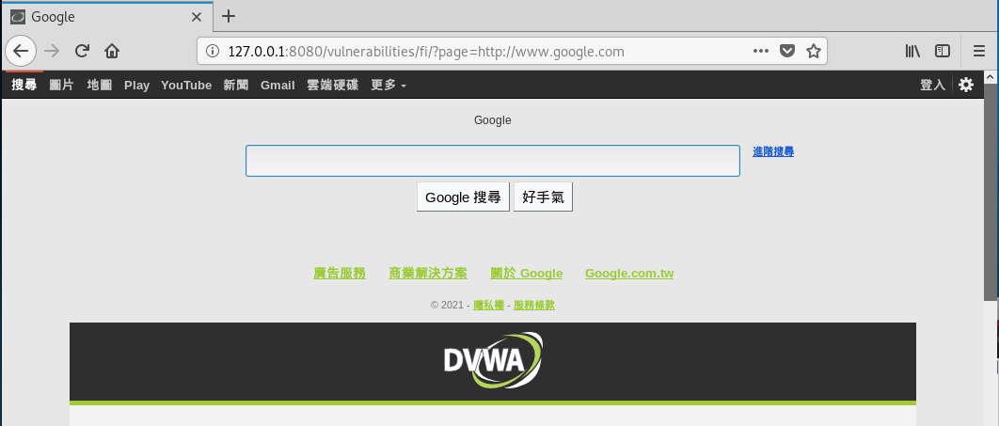 Google
127.0.0.1:8080/vulnerabilities/fi/?page=http://www.google.com
搜尋 圖片 地圖 Play YouTube 新聞 Gmail 雲端硬碟 更多 登入
Google
進階搜尋
Google 搜尋 好手氣
廣告服務 商業解決方案 關於 Google Google.com.tw
© 2021 - 隱私權 - 服務條款
DVWA